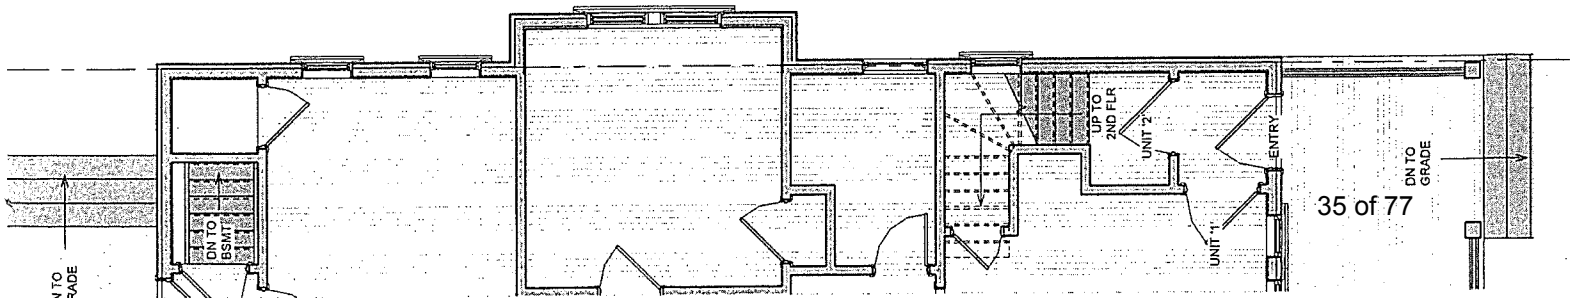 DN TO
BSMT
UP TO
2ND FLR
UNIT '2'
ENTRY
UNIT '1'
DN TO
GRADE
35 of 77